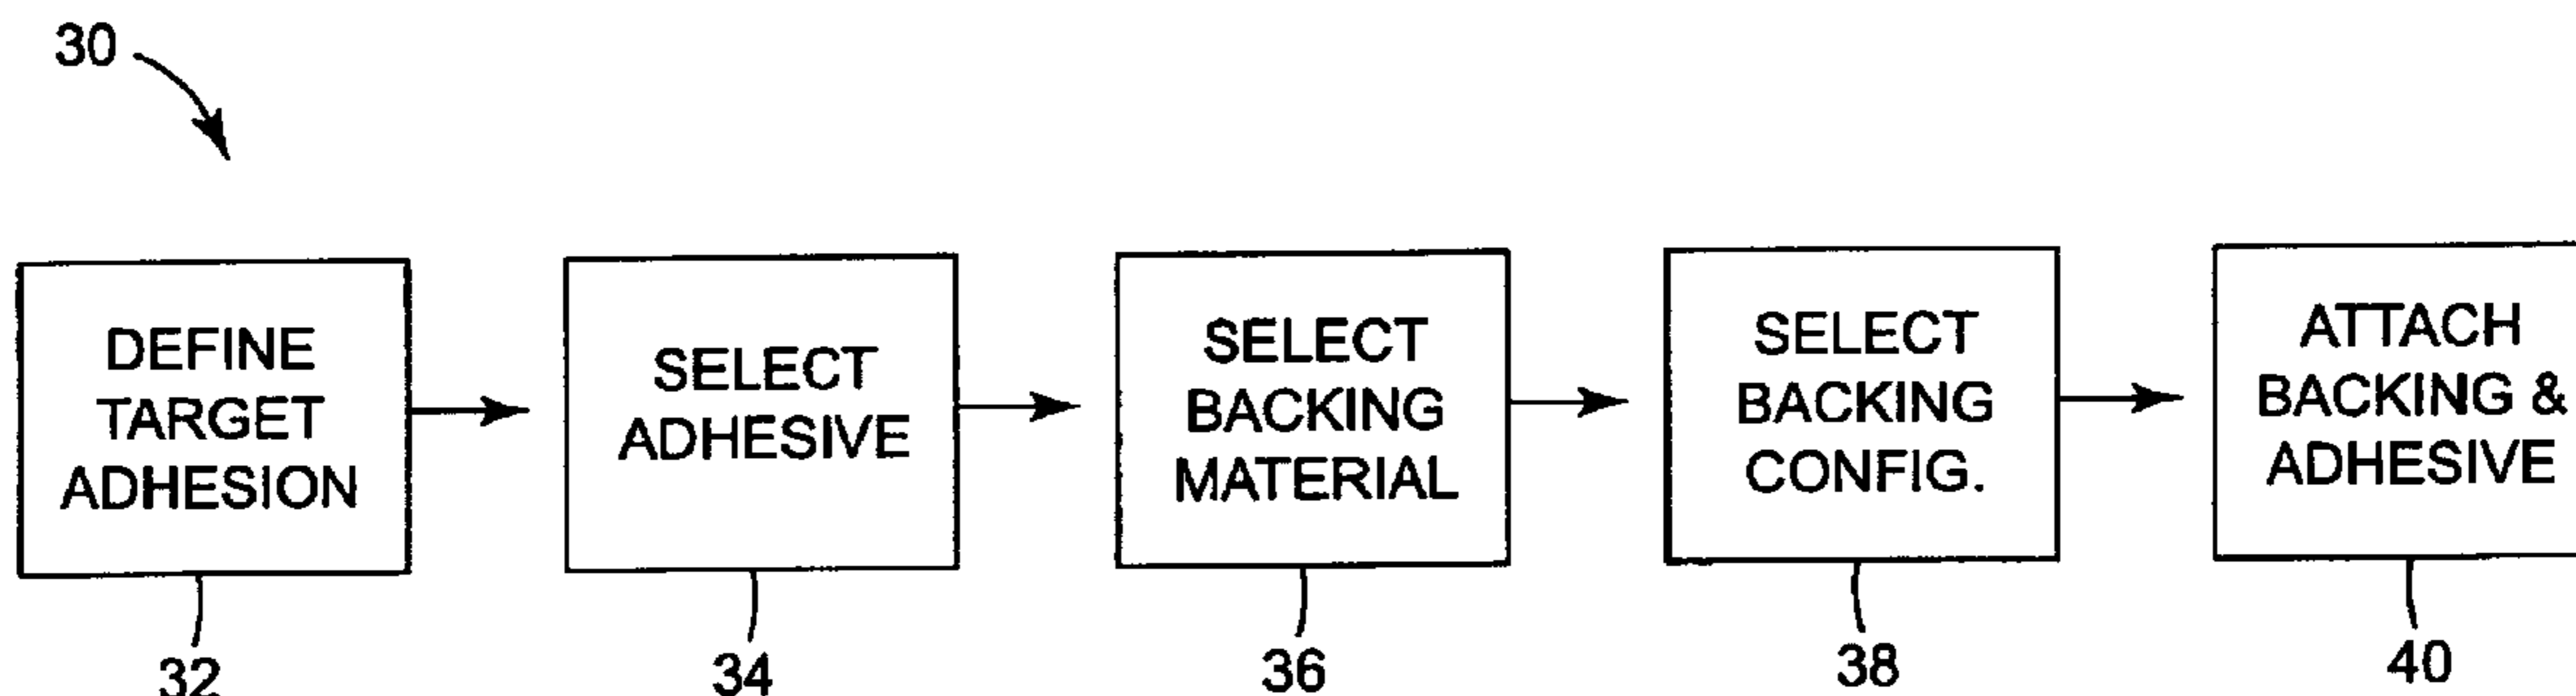 30
DEFINE
TARGET
ADHESION
SELECT
ADHESIVE
SELECT
BACKING
MATERIAL
SELECT
BACKING
CONFIG.
ATTACH
BACKING &
ADHESIVE
32
34
36
38
40